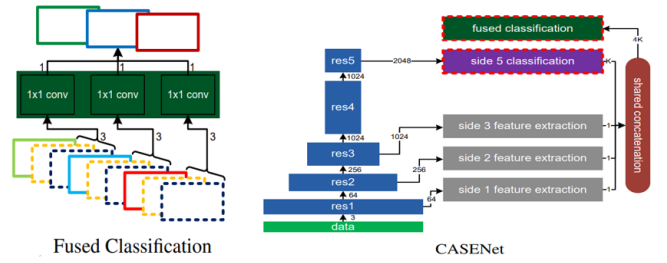 1
1 1
1x1 conv 1x1 conv 1x1 conv
3 3 3
Fused Classification
fused classification
4K
res5 2048 side 5 classification K
1024
res4
1024
res3 1024 side 3 feature extraction 1
256
res2 256 side 2 feature extraction 1
64
res1 64 side 1 feature extraction 1
3
data
shared concatenation
CASENet